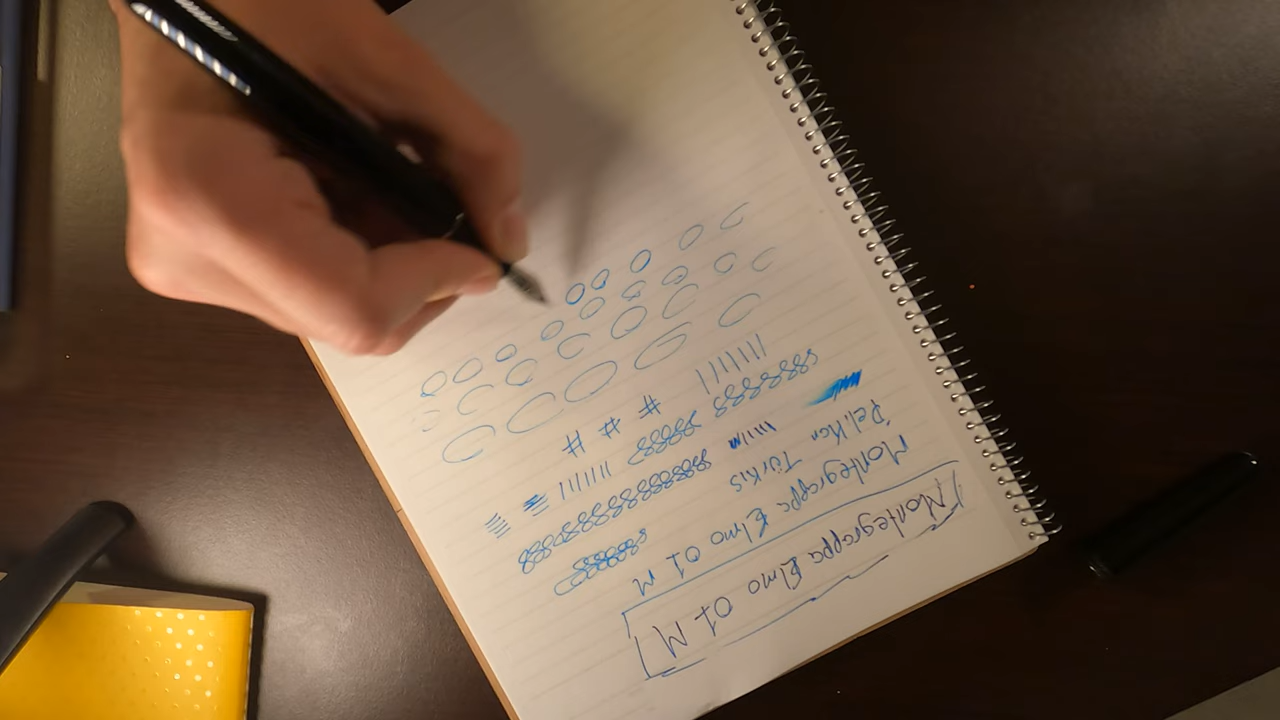 Montegrappa Elmo 01 M
Montegrappa Elmo 01 M
Pelikan
Türkis
# # #